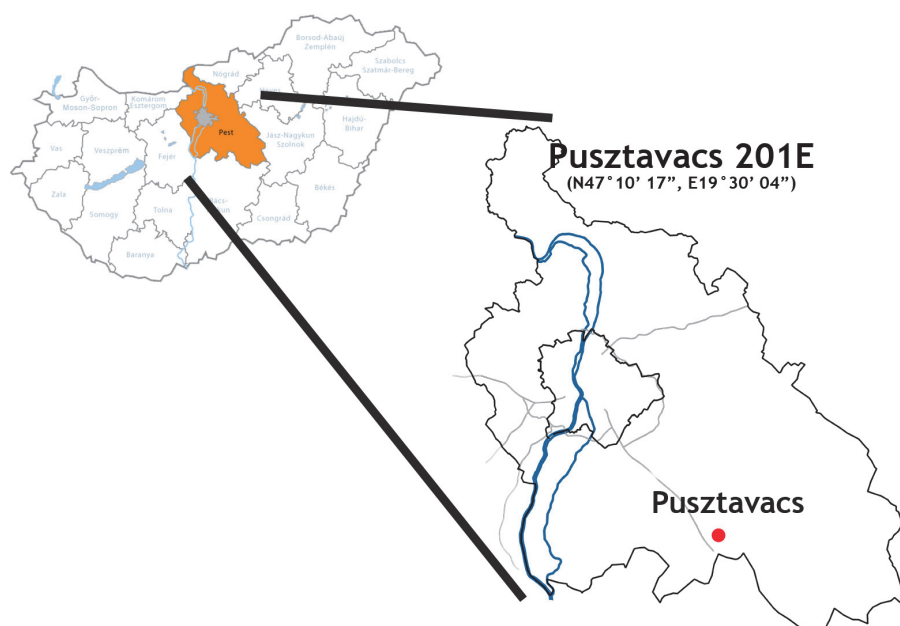 Borsod-Abaúj
Zemplén
Szabolcs
Szatmár-Bereg
Nógrád
Győr-
Moson-Sopron
Komárom
Esztergom
Pest
Hajdú-
Bihar
Jasz-Nagykun
Szolnok
Vas
Veszprém
Fejér
Zala
Somogy
Tolna
Békés
Csongrád
Baranya
Pusztavacs 201E
(N47°10’ 17”, E19°30’ 04”)
Pusztavacs